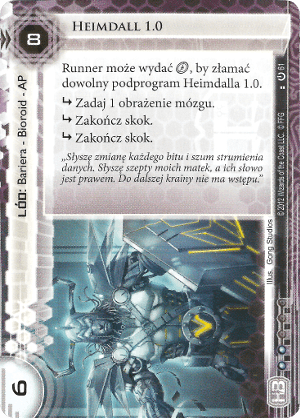 8
HEIMDALL 1.0
Runner może wydać, by złamać
dowolny podprogram Heimdalla 1.0.
Zadaj 1 obrażenie mózgu.
Zakończ skok.
Zakończ skok.
„Słyszę zmianę każdego bitu i szum strumienia
danych. Słyszę szepty moich matek, a ich słowo
jest prawem. Do dalszej krainy nie ma wstępu.”
LÓD: Bariera - Bioroid - AP
61
© 2012 Wizards of the Coast LLC. © FFG
Illus. Gong Studios
6
HB